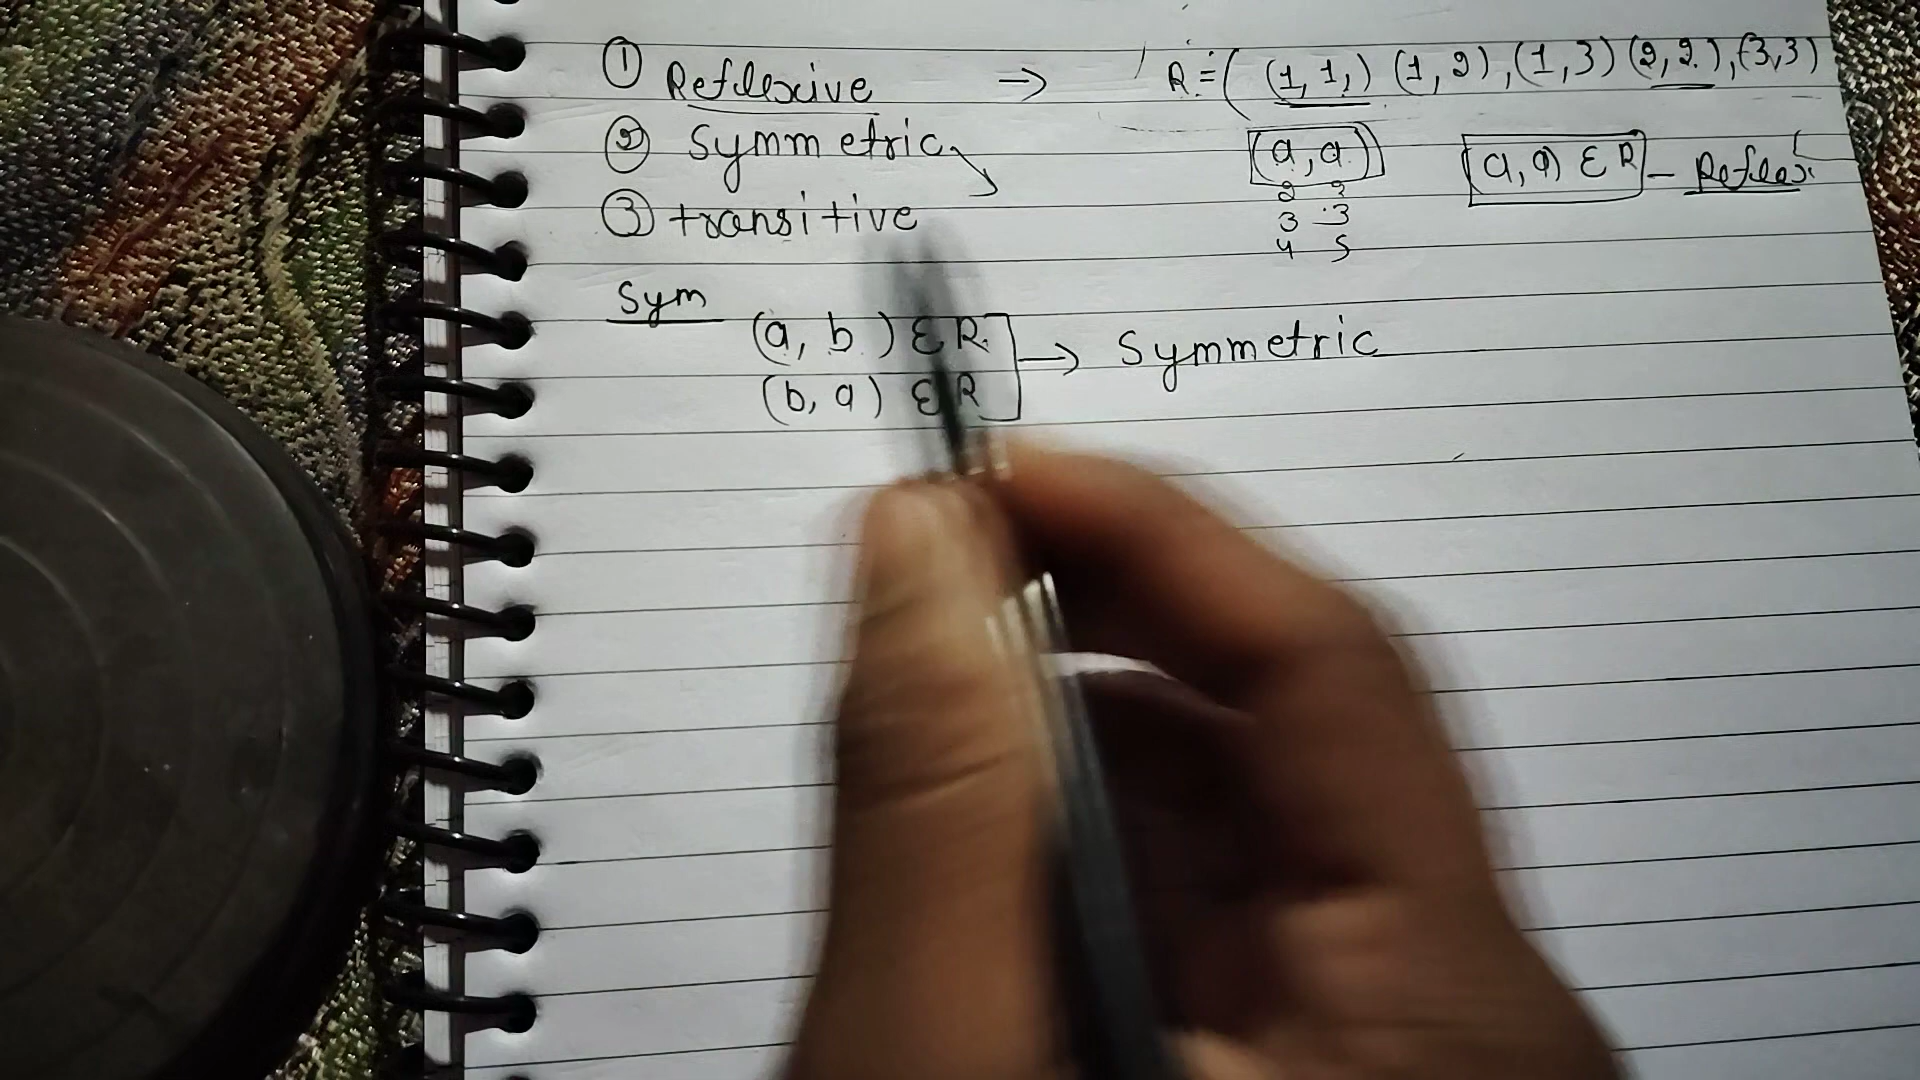 ① Reflexive → R = ( (1, 1,) (1, 2), (1, 3) (2, 2.), (3,3)
② Symmetric
(a, a) (a, a) ε R – Reflex
2 2
③ transitive
3 3
4 5
Sym
(a, b) ε R. → Symmetric
(b, a) ε R